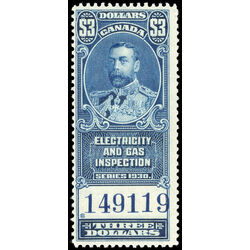 DOLLARS
$3 CANADA $3
ELECTRICITY
AND GAS
INSPECTION
SERIES 1930.
149119
THREE
DOLLARS